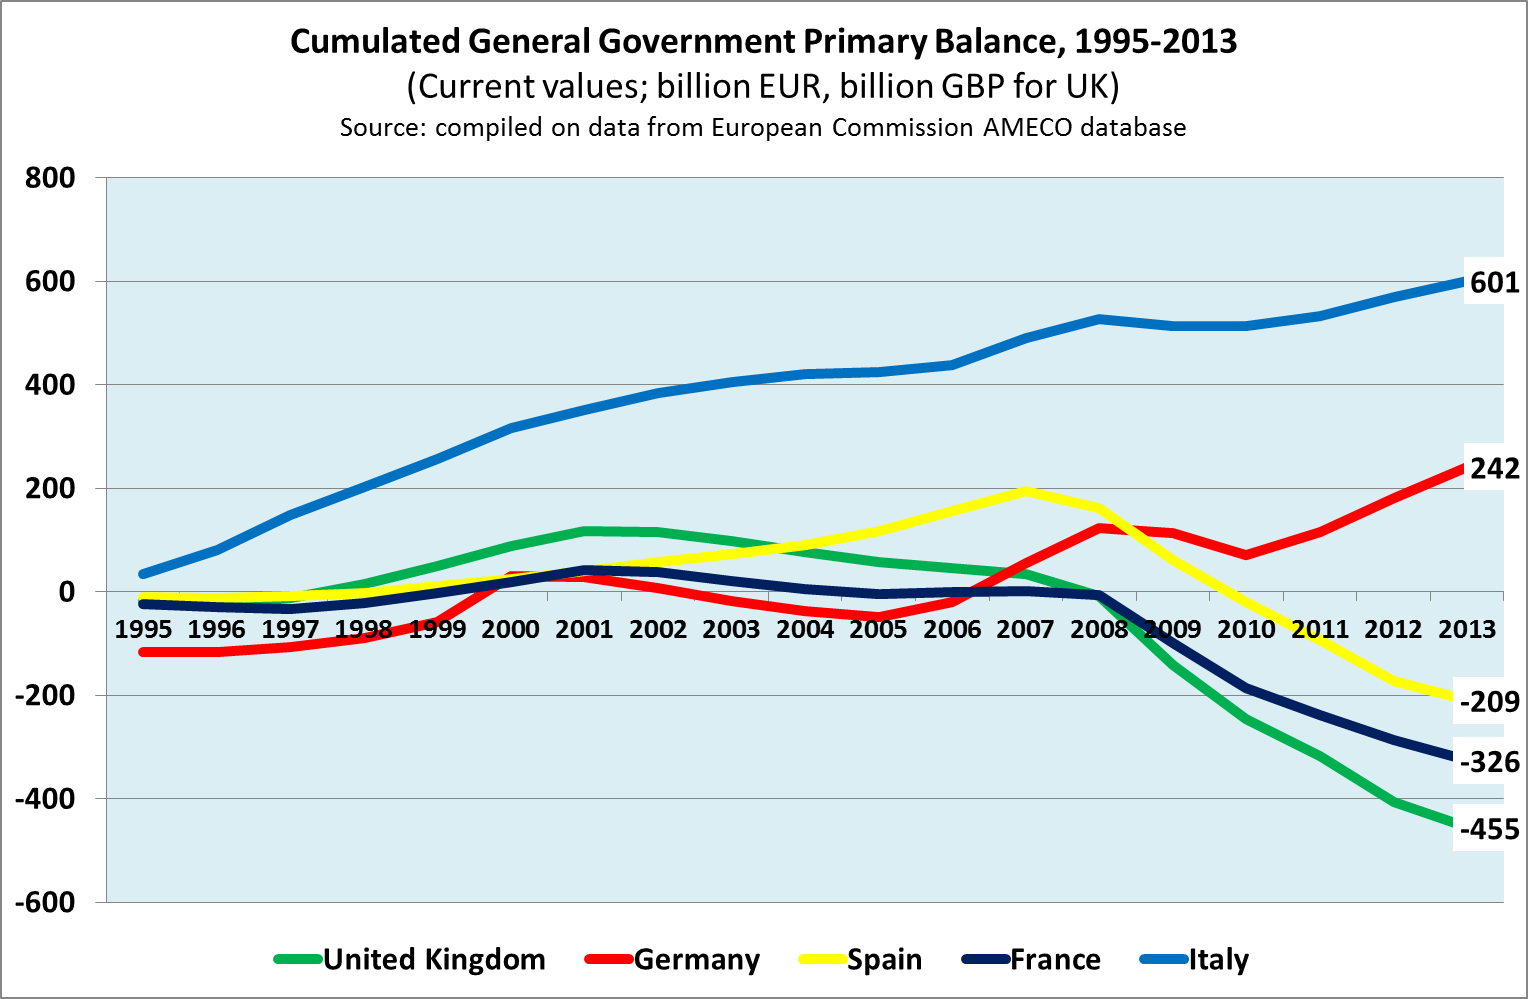 Cumulated General Government Primary Balance, 1995-2013
(Current values; billion EUR, billion GBP for UK)
Source: compiled on data from European Commission AMECO database
800
600
601
400
200
242
0
1995 1996 1997 1998 1999 2000 2001 2002 2003 2004 2005 2006 2007 2008 2009 2010 2011 2012 2013
-200
-209
-326
-400
-455
-600
United Kingdom Germany Spain France Italy